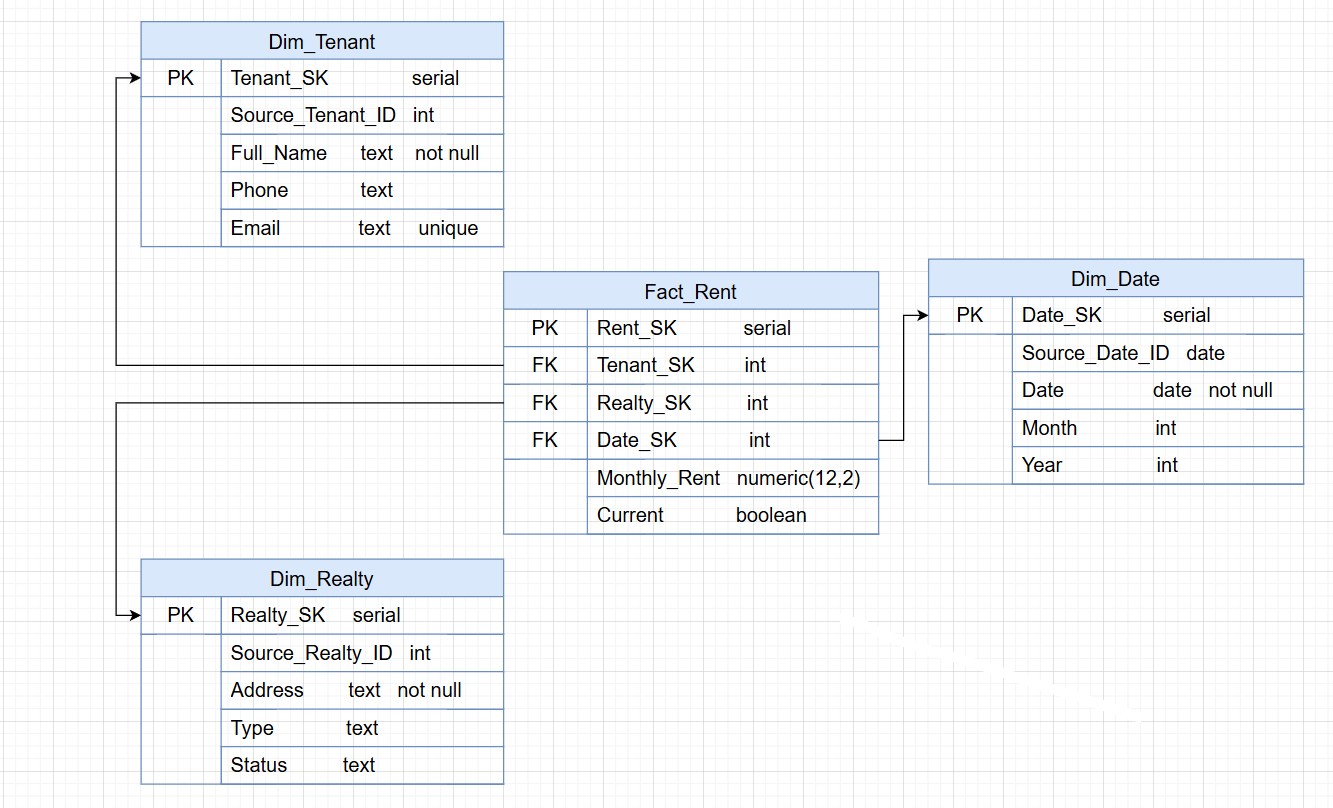 Dim_Tenant
PK Tenant_SK serial
Source_Tenant_ID int
Full_Name text not null
Phone text
Email text unique
Fact_Rent
PK Rent_SK serial
FK Tenant_SK int
FK Realty_SK int
FK Date_SK int
Monthly_Rent numeric(12,2)
Current boolean
Dim_Date
PK Date_SK serial
Source_Date_ID date
Date date not null
Month int
Year int
Dim_Realty
PK Realty_SK serial
Source_Realty_ID int
Address text not null
Type text
Status text